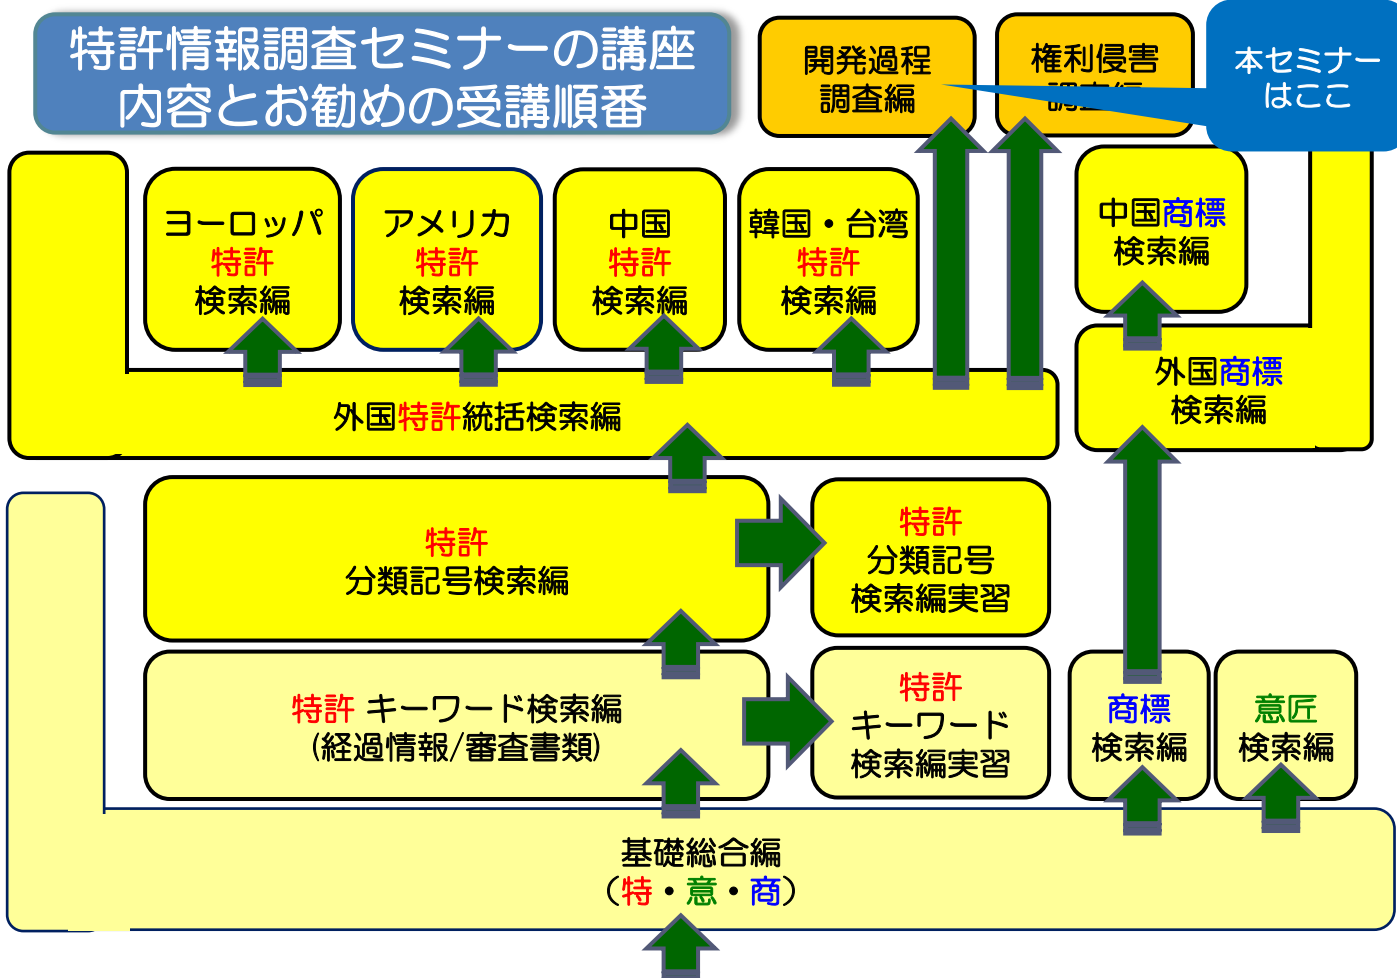 特許情報調査セミナーの講座
内容とお勧めの受講順番
開発過程
調査編
権利侵害
調査編
本セミナー
はここ
ヨーロッパ
特許
検索編
アメリカ
特許
検索編
中国
特許
検索編
韓国・台湾
特許
検索編
中国商標
検索編
外国商標
検索編
外国特許統括検索編
特許
分類記号検索編
特許
分類記号
検索編実習
特許 キーワード検索編
(経過情報/審査書類)
特許
キーワード
検索編実習
商標
検索編
意匠
検索編
基礎総合編
(特・意・商)